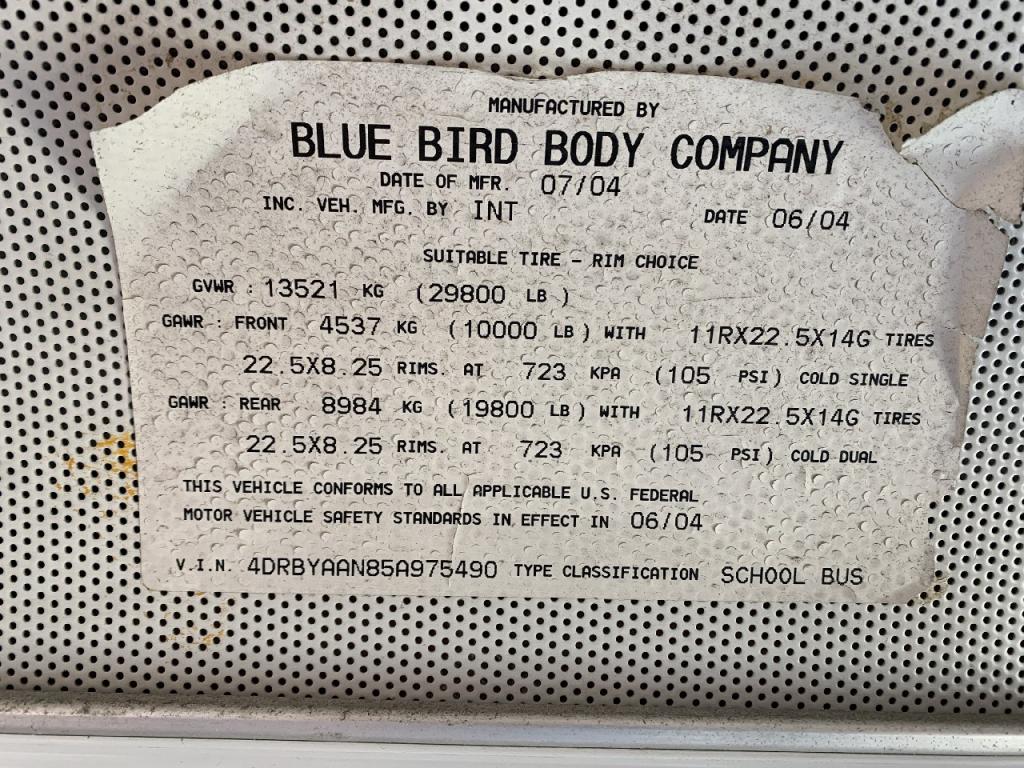 MANUFACTURED BY
BLUE BIRD BODY COMPANY
DATE OF MFR. 07/04
INC. VEH. MFG. BY INT DATE 06/04
SUITABLE TIRE - RIM CHOICE
GVWR : 13521 KG (29800 LB )
GAWR : FRONT 4537 KG (10000 LB ) WITH 11RX22.5X14G TIRES
22.5X8.25 RIMS. AT 723 KPA (105 PSI ) COLD SINGLE
GAWR : REAR 8984 KG (19800 LB ) WITH 11RX22.5X14G TIRES
22.5X8.25 RIMS. AT 723 KPA (105 PSI ) COLD DUAL
THIS VEHICLE CONFORMS TO ALL APPLICABLE U.S. FEDERAL
MOTOR VEHICLE SAFETY STANDARDS IN EFFECT IN 06/04
V.I.N. 4DRBYAAN85A975490 TYPE CLASSIFICATION SCHOOL BUS